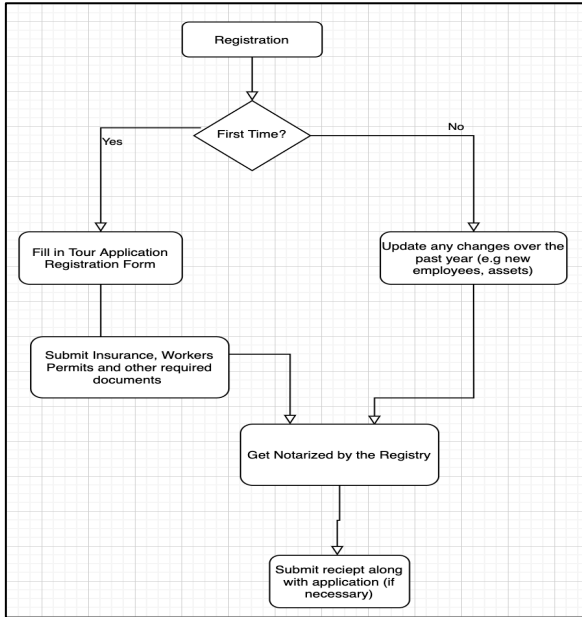 Registration
First Time?
Yes
No
Fill in Tour Application
Registration Form
Update any changes over the
past year (e.g new
employees, assets)
Submit Insurance, Workers
Permits and other required
documents
Get Notarized by the Registry
Submit reciept along
with application (if
necessary)